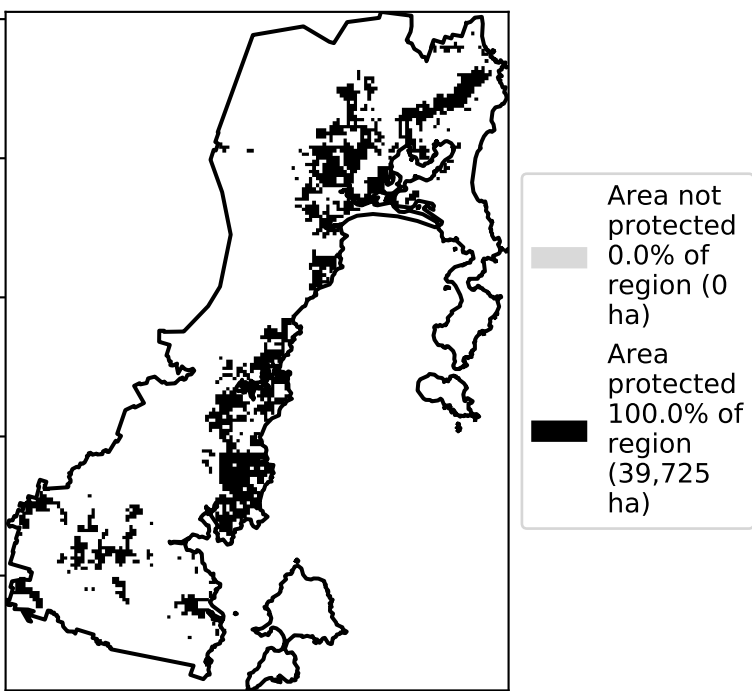 Area not
protected
0.0% of
region (0
ha)
Area
protected
100.0% of
region
(39,725
ha)